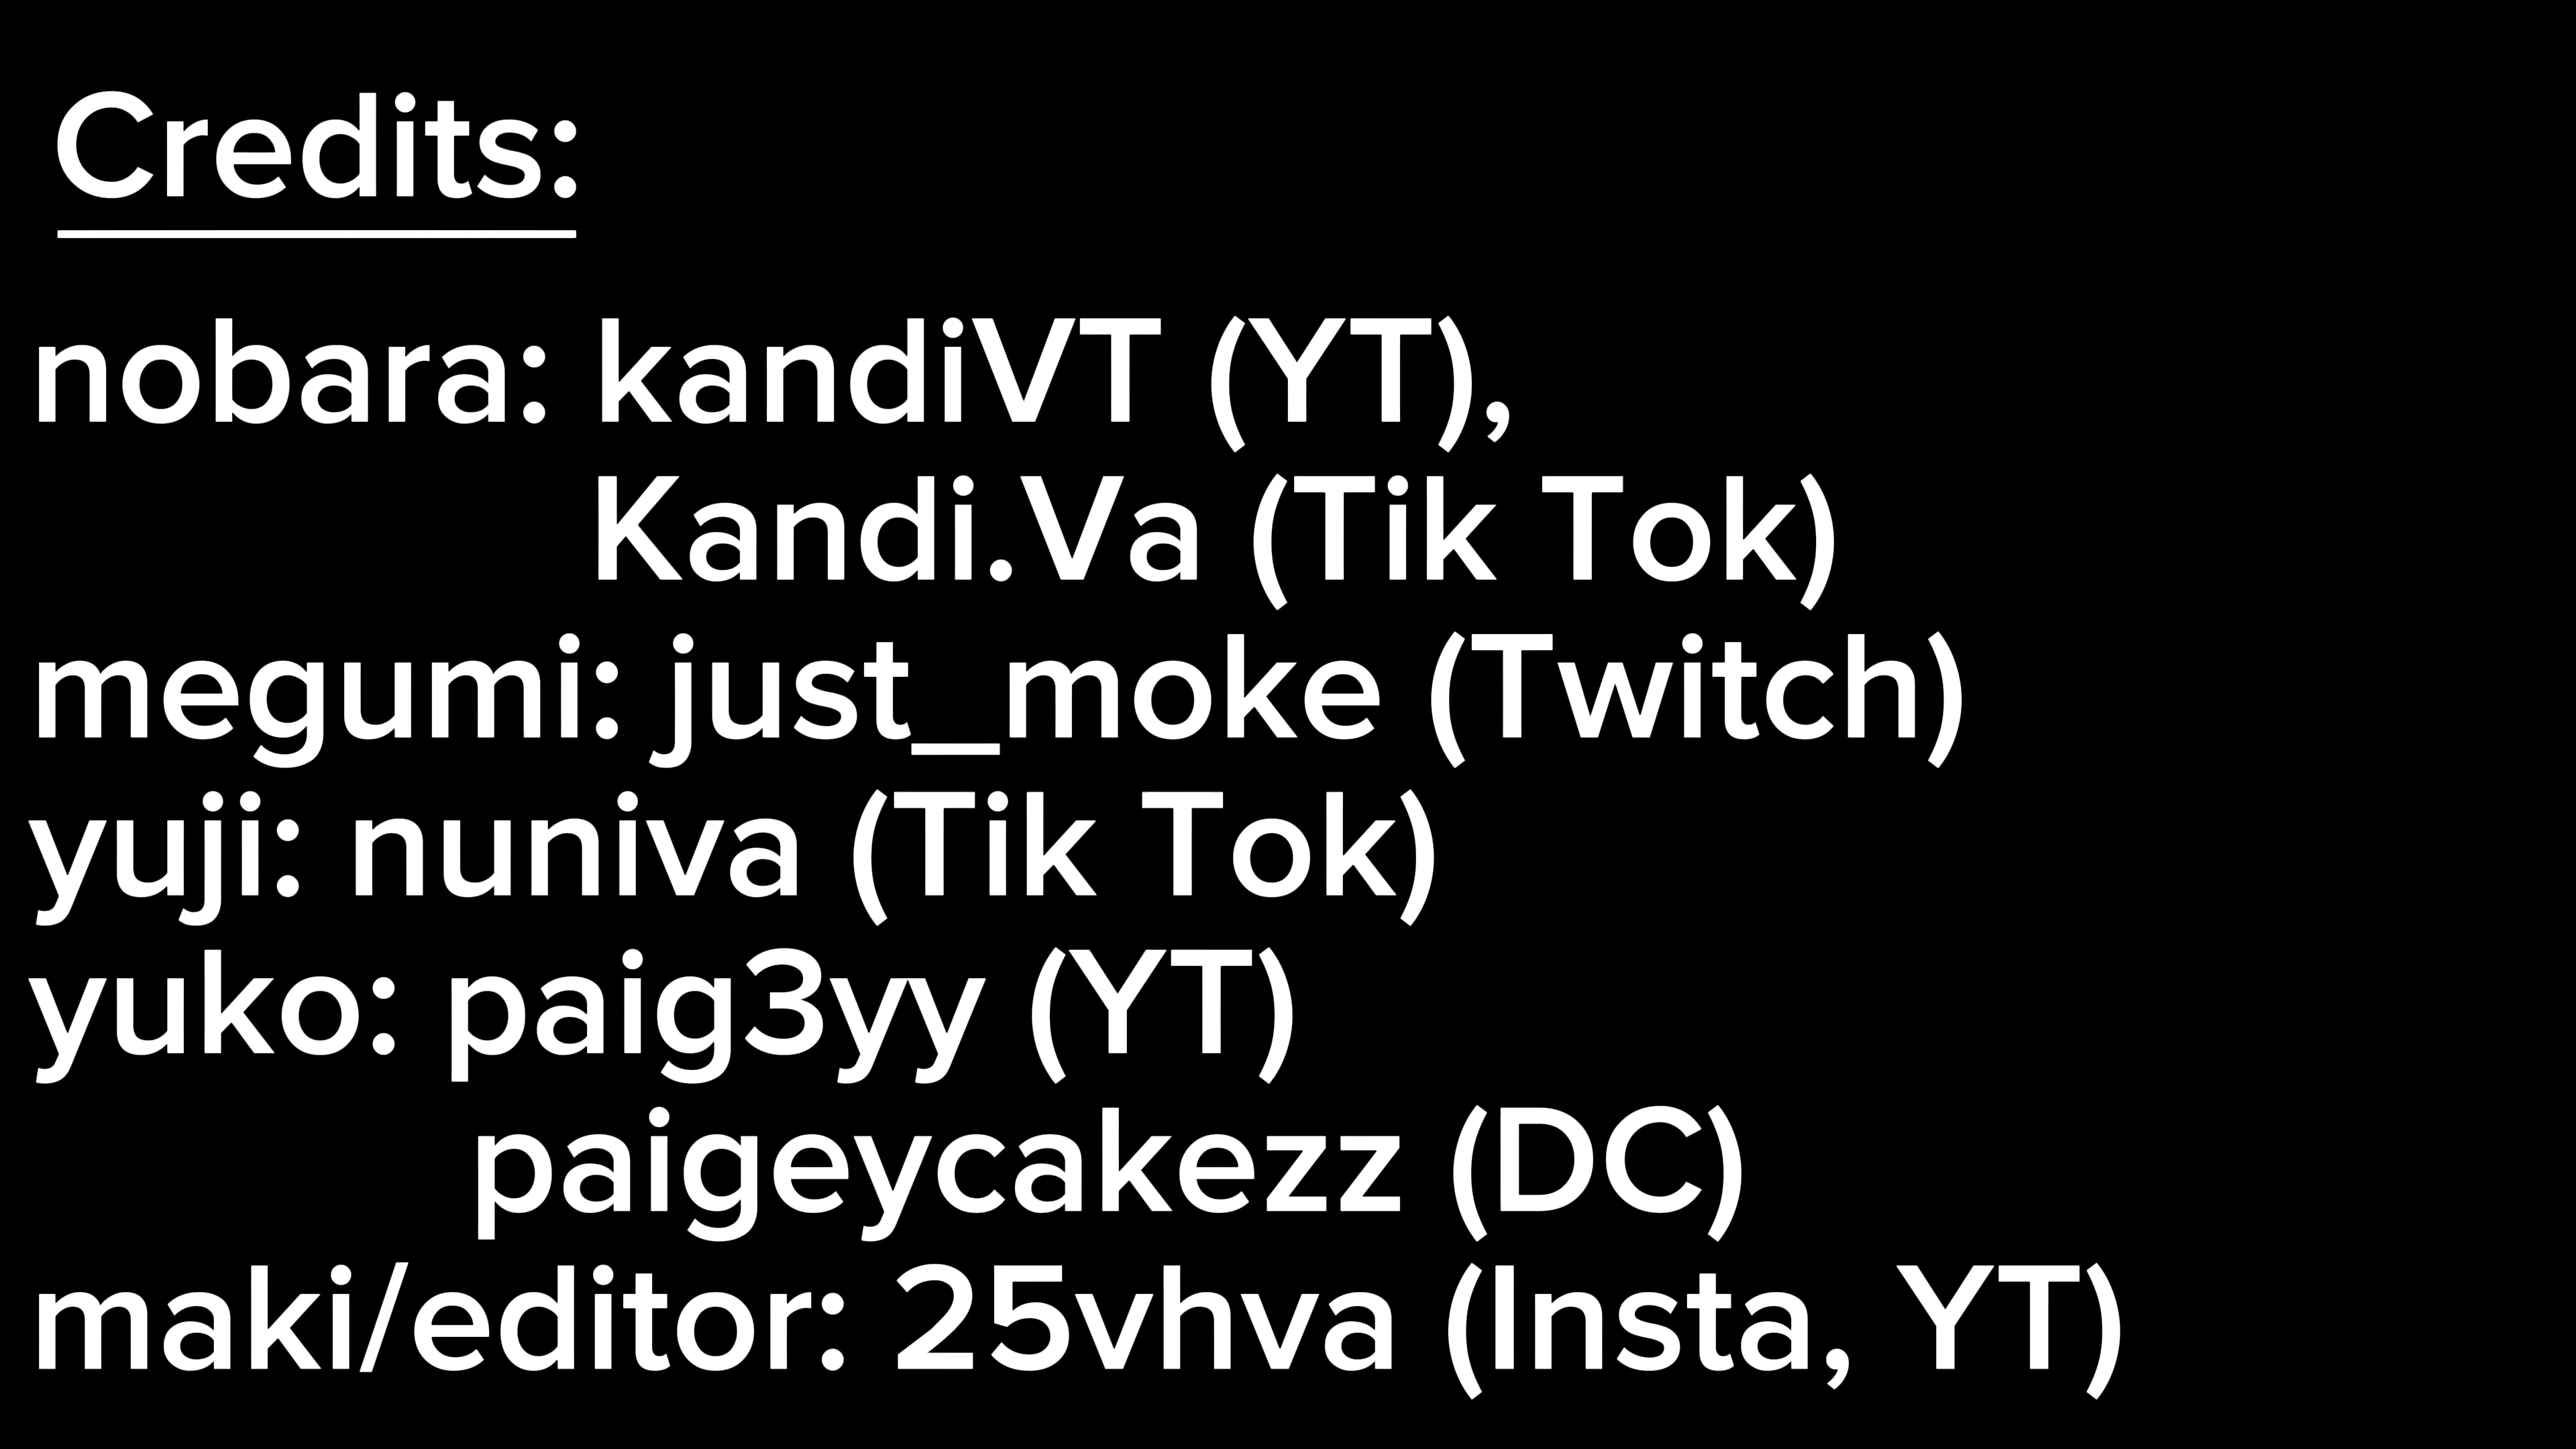 Credits:
nobara: kandiVT (YT),
Kandi.Va (Tik Tok)
megumi: just_moke (Twitch)
yuji: nuniva (Tik Tok)
yuko: paig3yy (YT)
paigeycakezz (DC)
maki/editor: 25vhva (Insta, YT)